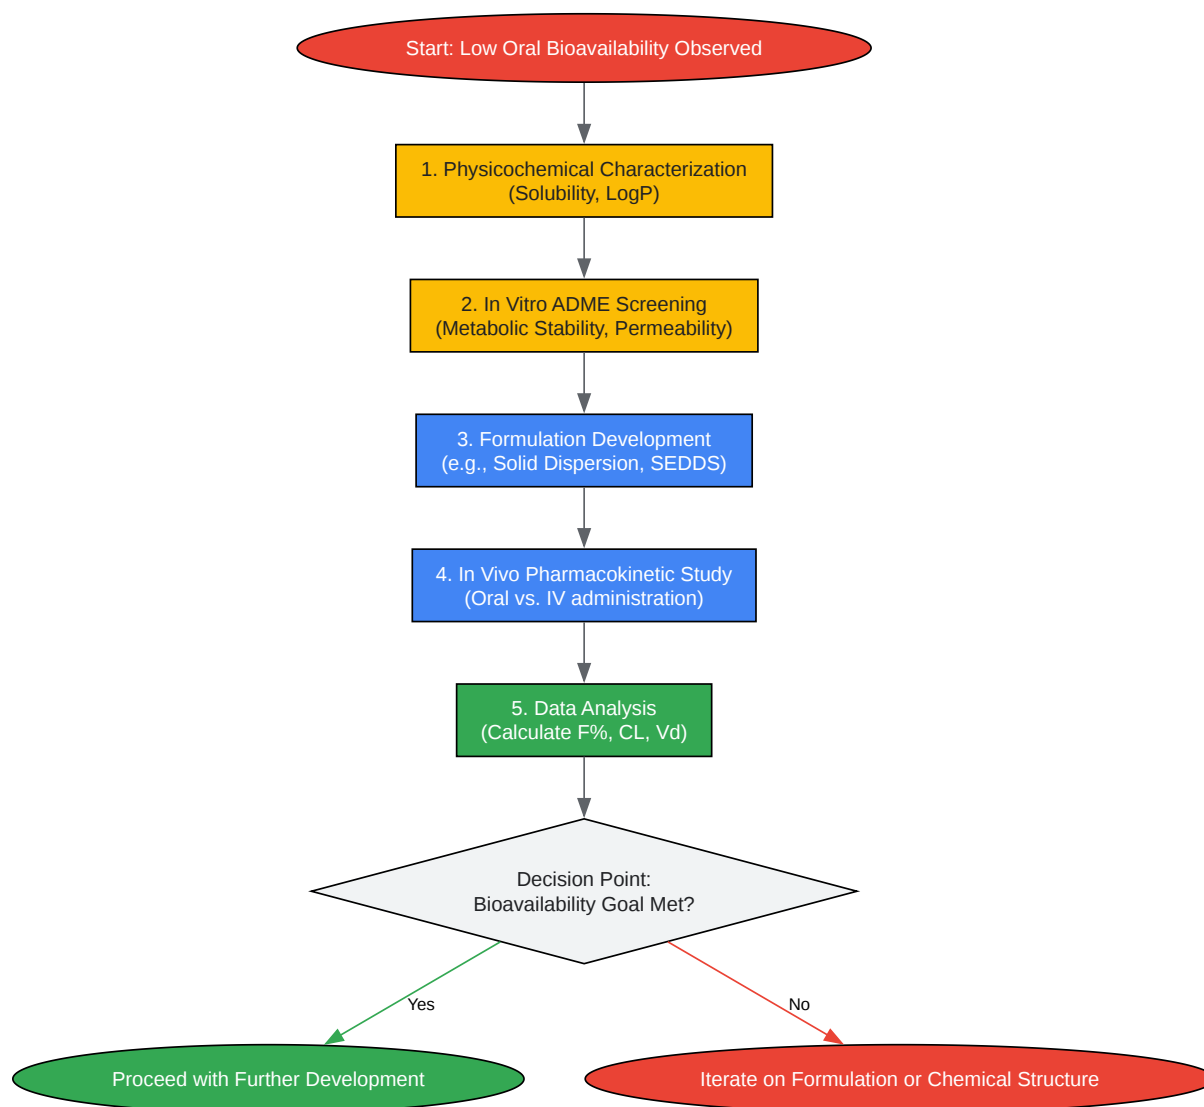 Start: Low Oral Bioavailability Observed
1. Physicochemical Characterization
(Solubility, LogP)
2. In Vitro ADME Screening
(Metabolic Stability, Permeability)
3. Formulation Development
(e.g., Solid Dispersion, SEDDS)
4. In Vivo Pharmacokinetic Study
(Oral vs. IV administration)
5. Data Analysis
(Calculate F%, CL, Vd)
Decision Point:
Bioavailability Goal Met?
Yes
No
Proceed with Further Development
Iterate on Formulation or Chemical Structure